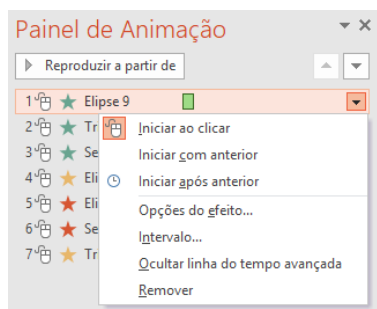 Painel de Animação
Reproduzir a partir de
1 Elipse 9
2 Tr
Iniciar ao clicar
3 Se
Iniciar com anterior
4 Eli
Iniciar após anterior
5 Eli
Opções do efeito...
6 Se
Intervalo...
7 Tr
Ocultar linha do tempo avançada
Remover